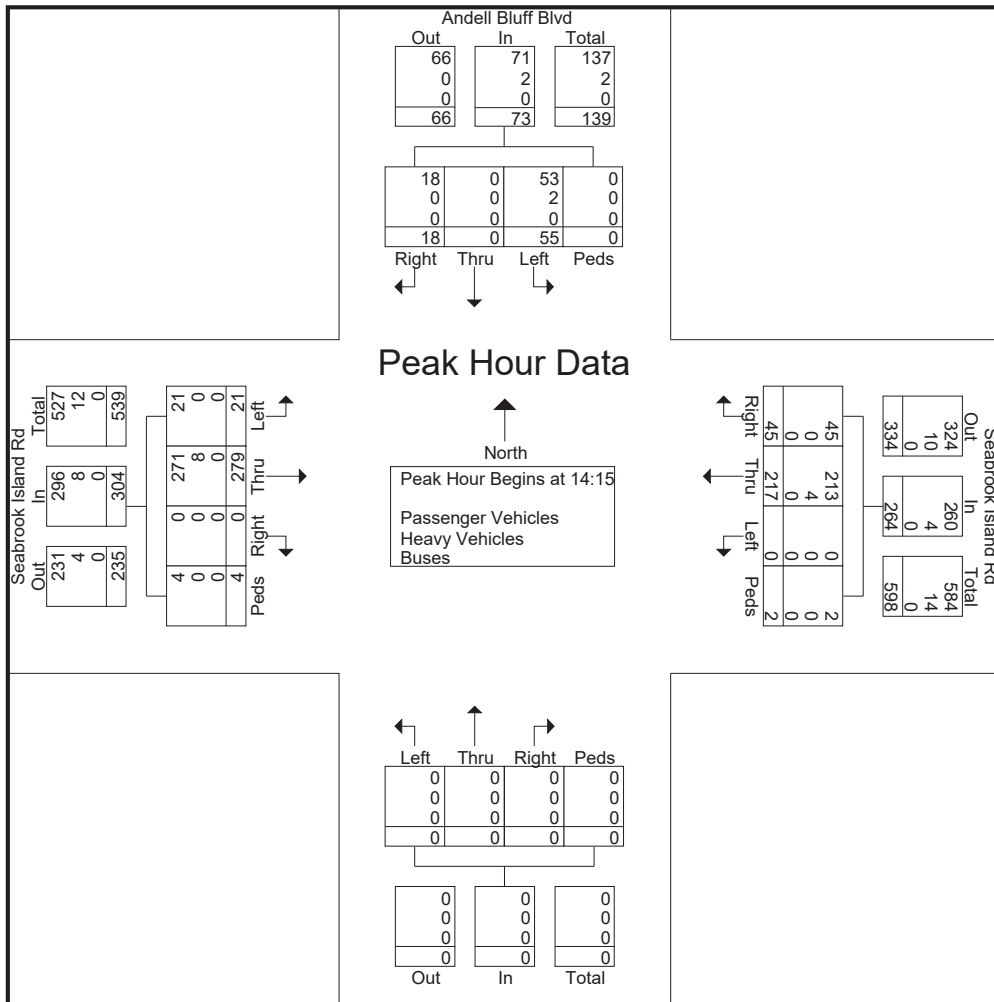 Andell Bluff Blvd
Out In Total
66 71 137
0 2 2
0 0 0
66 73 139
18 0 53 0
0 0 2 0
0 0 0 0
18 0 55 0
Right Thru Left Peds
Peak Hour Data
North
Peak Hour Begins at 14:15
Passenger Vehicles
Heavy Vehicles
Buses
Seabrook Island Rd
Out In Total
231 296 527
4 8 12
0 0 0
235 304 539
4 0 271 21
0 0 8 0
0 0 0 0
4 0 279 21
Peds Right Thru Left
Seabrook Island Rd
Out In Total
324 260 584
10 4 14
0 0 0
334 264 598
45 213 0 2
0 4 0 0
0 0 0 0
45 217 0 2
Right Thru Left Peds
Left Thru Right Peds
0 0 0 0
0 0 0 0
0 0 0 0
0 0 0 0
0 0 0
0 0 0
0 0 0
0 0 0
Out In Total